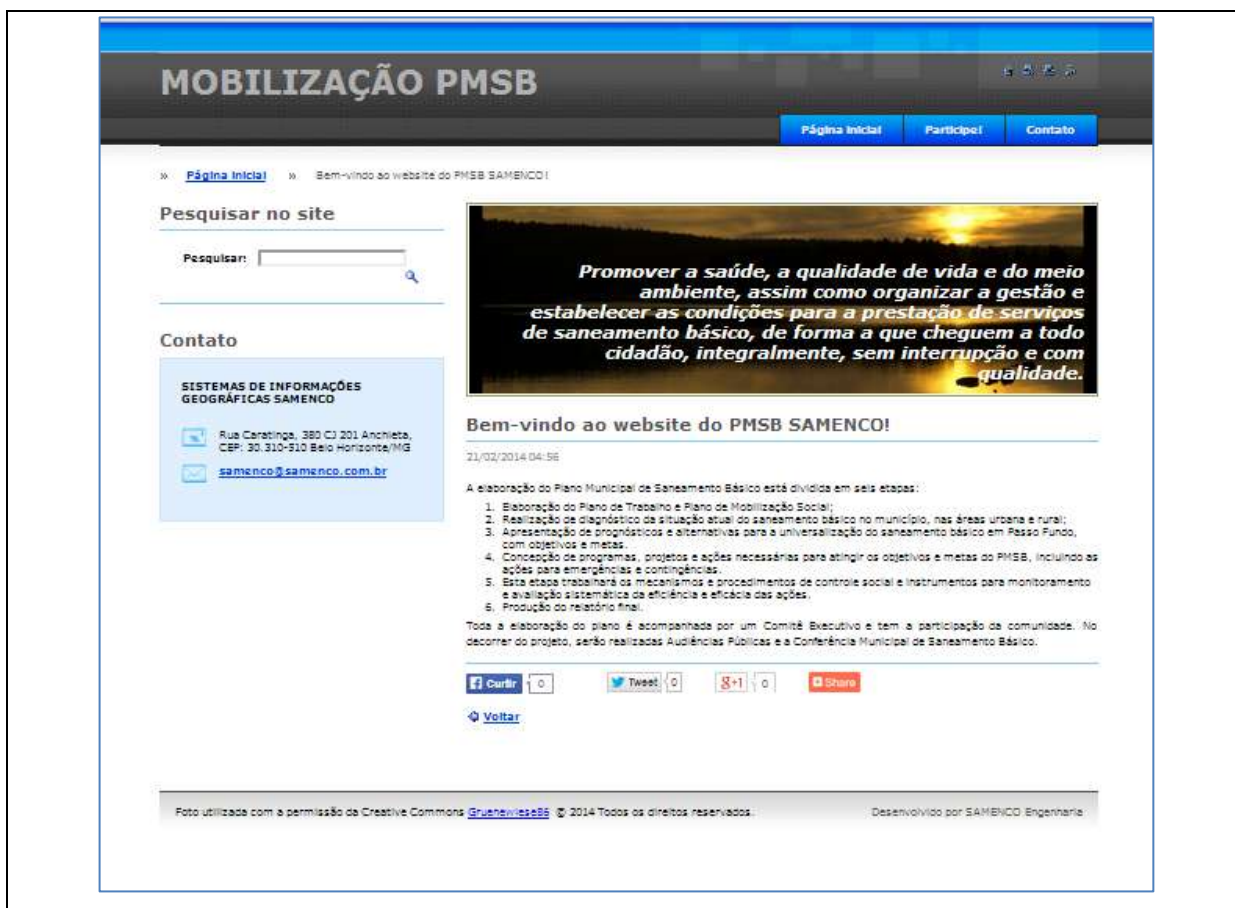 MOBILIZAÇÃO PMSB
Página Inicial Participe! Contato
» Página Inicial » Bem-vindo ao website do PMSB SAMENCO!
Pesquisar no site
Pesquisar:
Contato
SISTEMAS DE INFORMAÇÕES
GEOGRÁFICAS SAMENCO
Rua Caratinga, 380 CJ 201 Anchieta,
CEP: 30.310-510 Belo Horizonte/MG
samenco@samenco.com.br
Promover a saúde, a qualidade de vida e do meio
ambiente, assim como organizar a gestão e
estabelecer as condições para a prestação de serviços
de saneamento básico, de forma a que cheguem a todo
cidadão, integralmente, sem interrupção e com
qualidade.
Bem-vindo ao website do PMSB SAMENCO!
21/02/2014 04:56
A elaboração do Plano Municipal de Saneamento Básico está dividida em seis etapas:
1. Elaboração do Plano de Trabalho e Plano de Mobilização Social;
2. Realização de diagnóstico da situação atual do saneamento básico no município, nas áreas urbana e rural;
3. Apresentação de prognósticos e alternativas para a universalização do saneamento básico em Passo Fundo,
com objetivos e metas.
4. Concepção de programas, projetos e ações necessárias para atingir os objetivos e metas do PMSB, incluindo as
ações para emergências e contingências.
5. Esta etapa trabalhará os mecanismos e procedimentos de controle social e instrumentos para monitoramento
e avaliação sistemática da eficiência e eficácia das ações.
6. Produção do relatório final.
Toda a elaboração do plano é acompanhada por um Comitê Executivo e tem a participação da comunidade. No
decorrer do projeto, serão realizadas Audiências Públicas e a Conferência Municipal de Saneamento Básico.
Curtir 0 Tweet 0 g+1 0 Share
Voltar
Foto utilizada com a permissão da Creative Commons Gruenewiese86 © 2014 Todos os direitos reservados. Desenvolvido por SAMENCO Engenharia